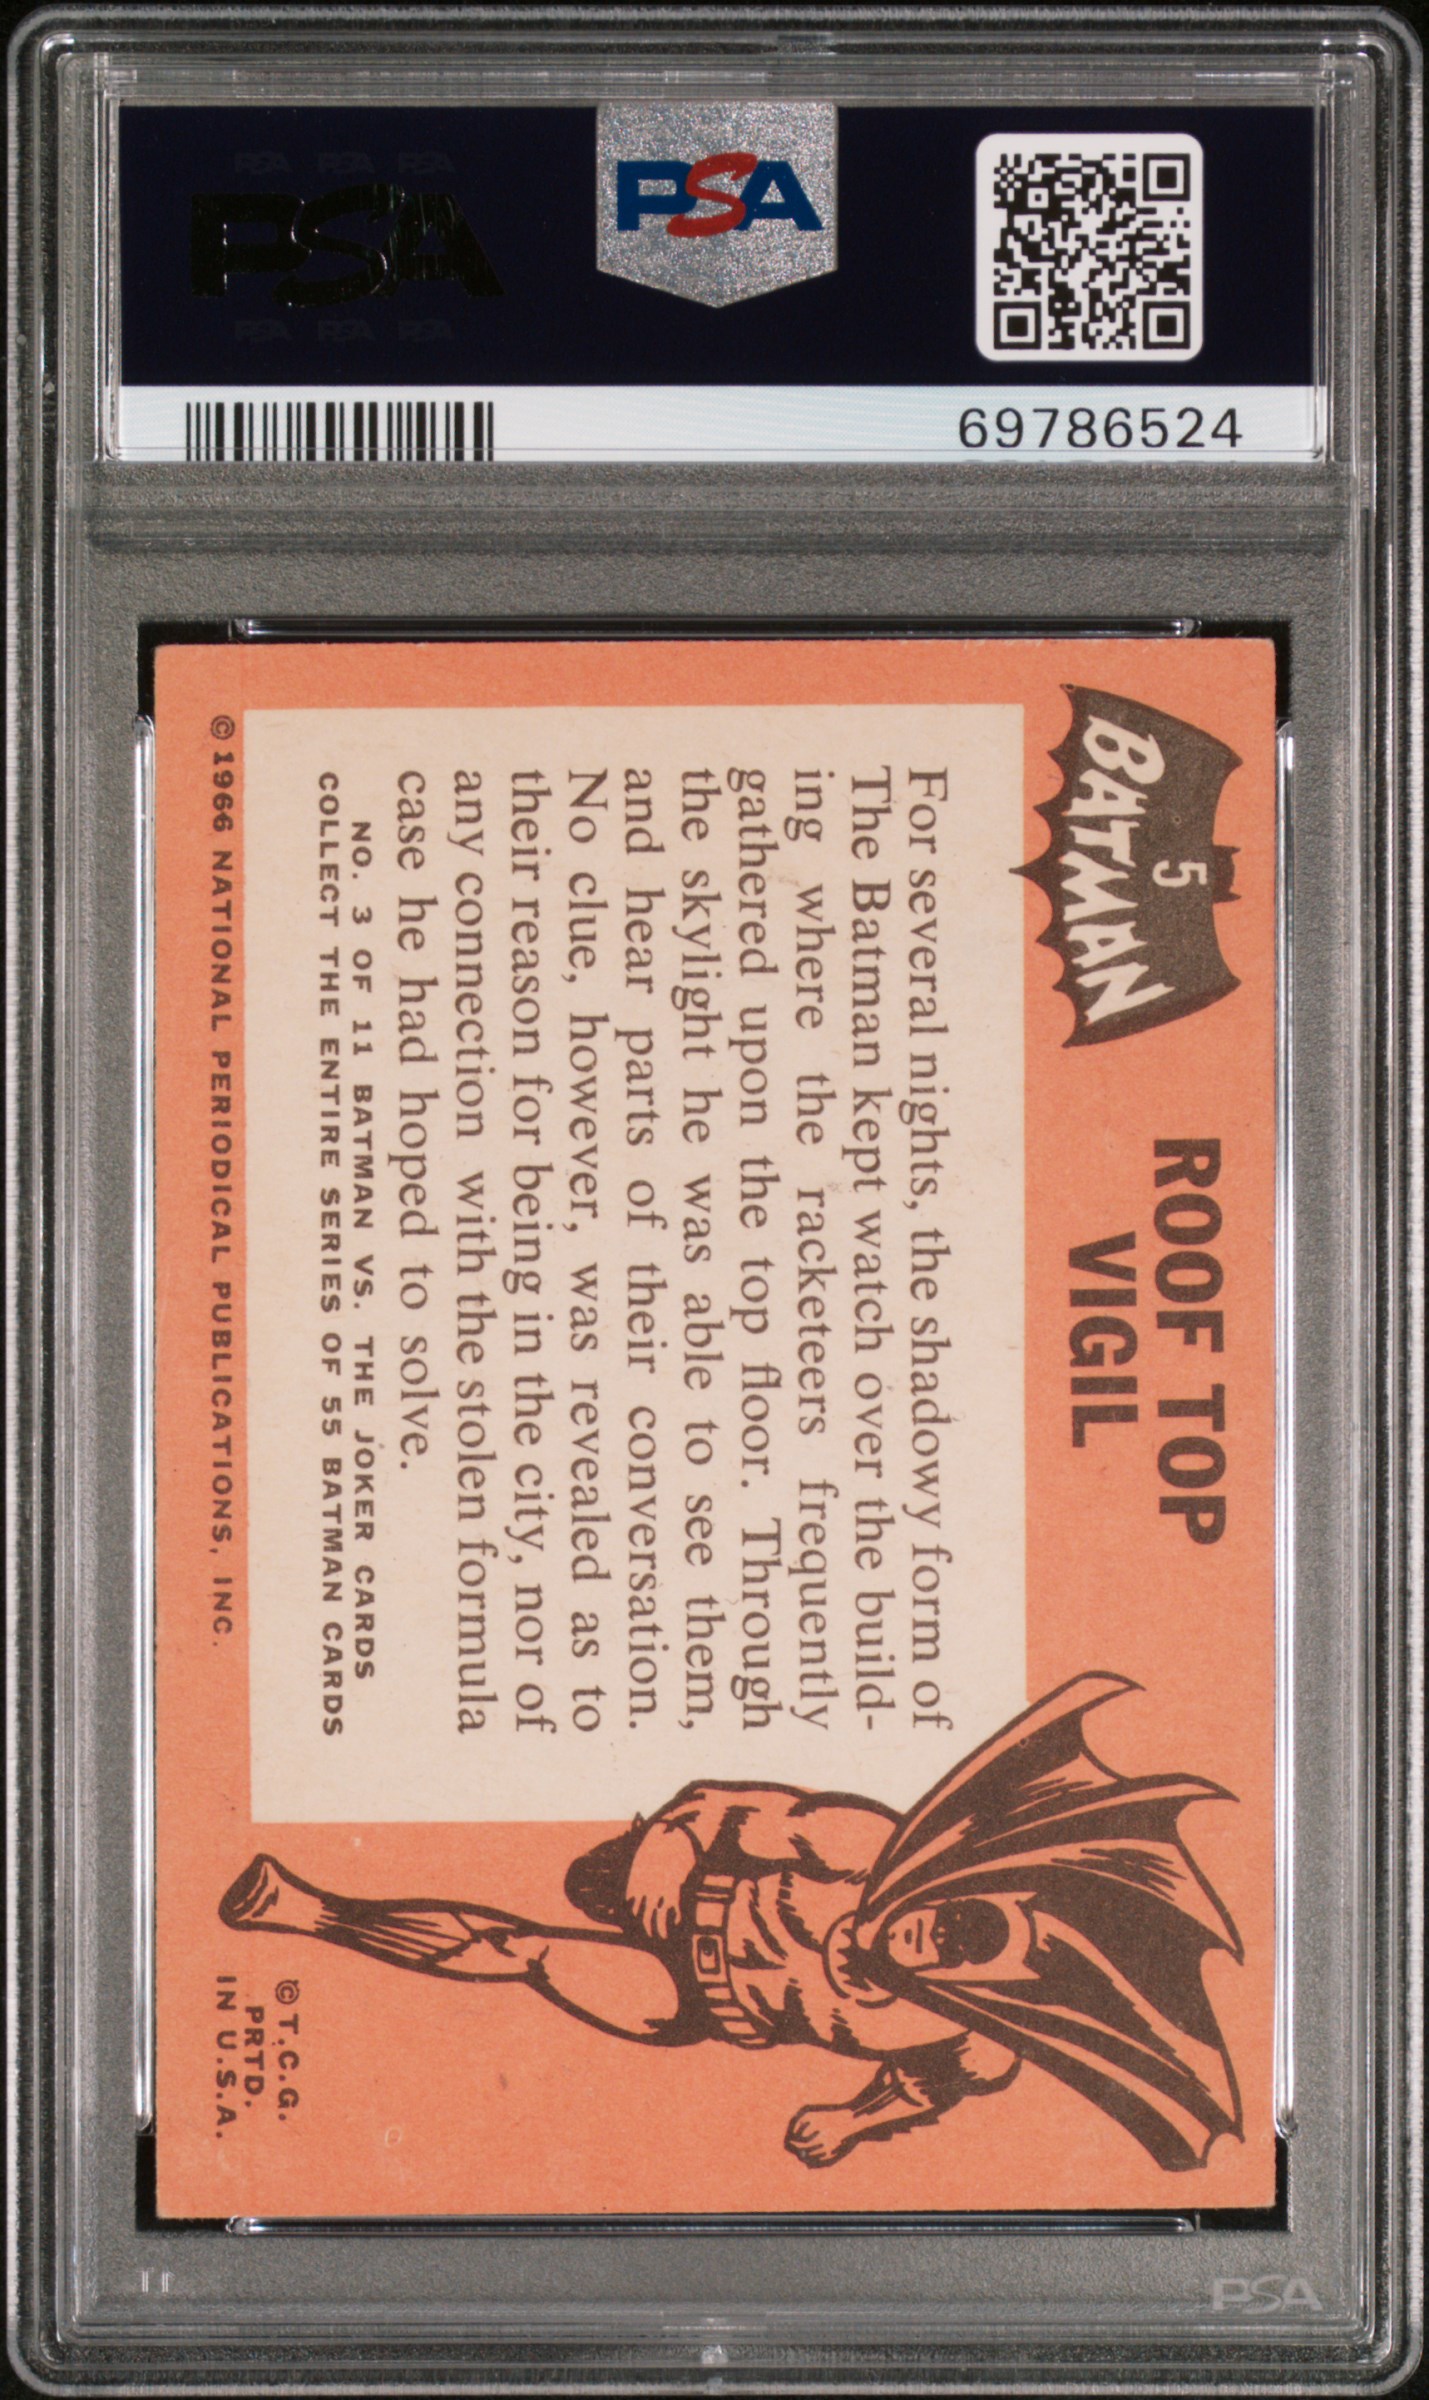 PSA
PSA
69786524
5
BATMAN
ROOF TOP
VIGIL
For several nights, the shadowy form of
The Batman kept watch over the build-
ing where the racketeers frequently
gathered upon the top floor. Through
the skylight he was able to see them,
and hear parts of their conversation.
No clue, however, was revealed as to
their reason for being in the city, nor of
any connection with the stolen formula
case he had hoped to solve.
NO. 3 OF 11 BATMAN VS. THE JOKER CARDS
COLLECT THE ENTIRE SERIES OF 55 BATMAN CARDS
© 1966 NATIONAL PERIODICAL PUBLICATIONS, INC.
© T.C.G.
PRTD.
IN U.S.A.
PSA